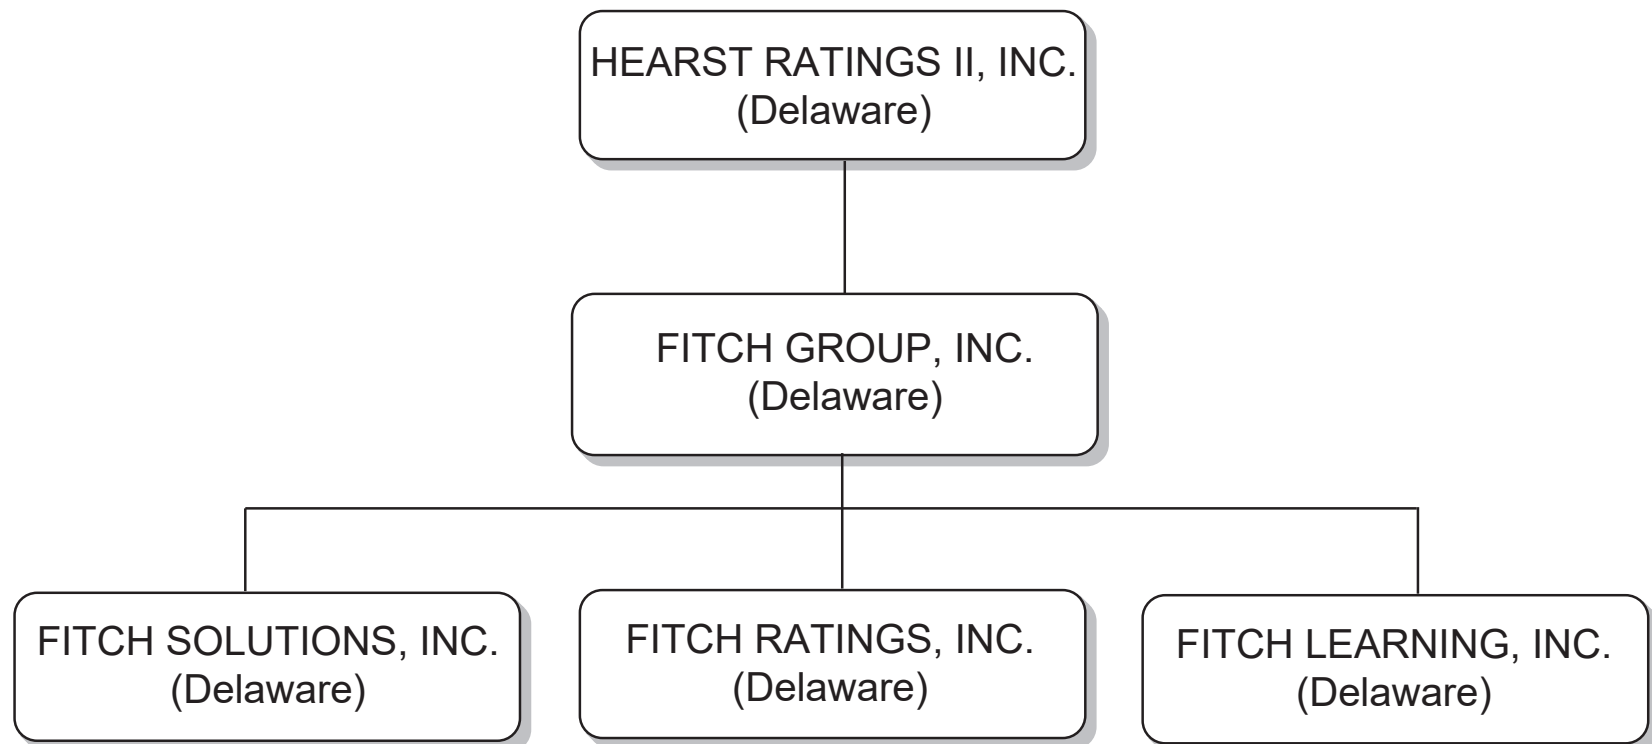 HEARST RATINGS II, INC.
(Delaware)
FITCH GROUP, INC.
(Delaware)
FITCH SOLUTIONS, INC.
(Delaware)
FITCH RATINGS, INC.
(Delaware)
FITCH LEARNING, INC.
(Delaware)